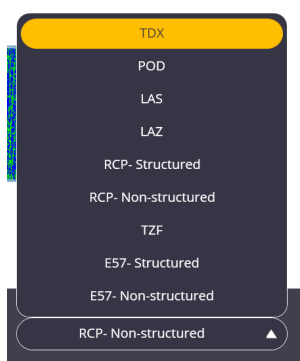 TDX
POD
LAS
LAZ
RCP- Structured
RCP- Non-structured
TZF
E57- Structured
E57- Non-structured
RCP- Non-structured